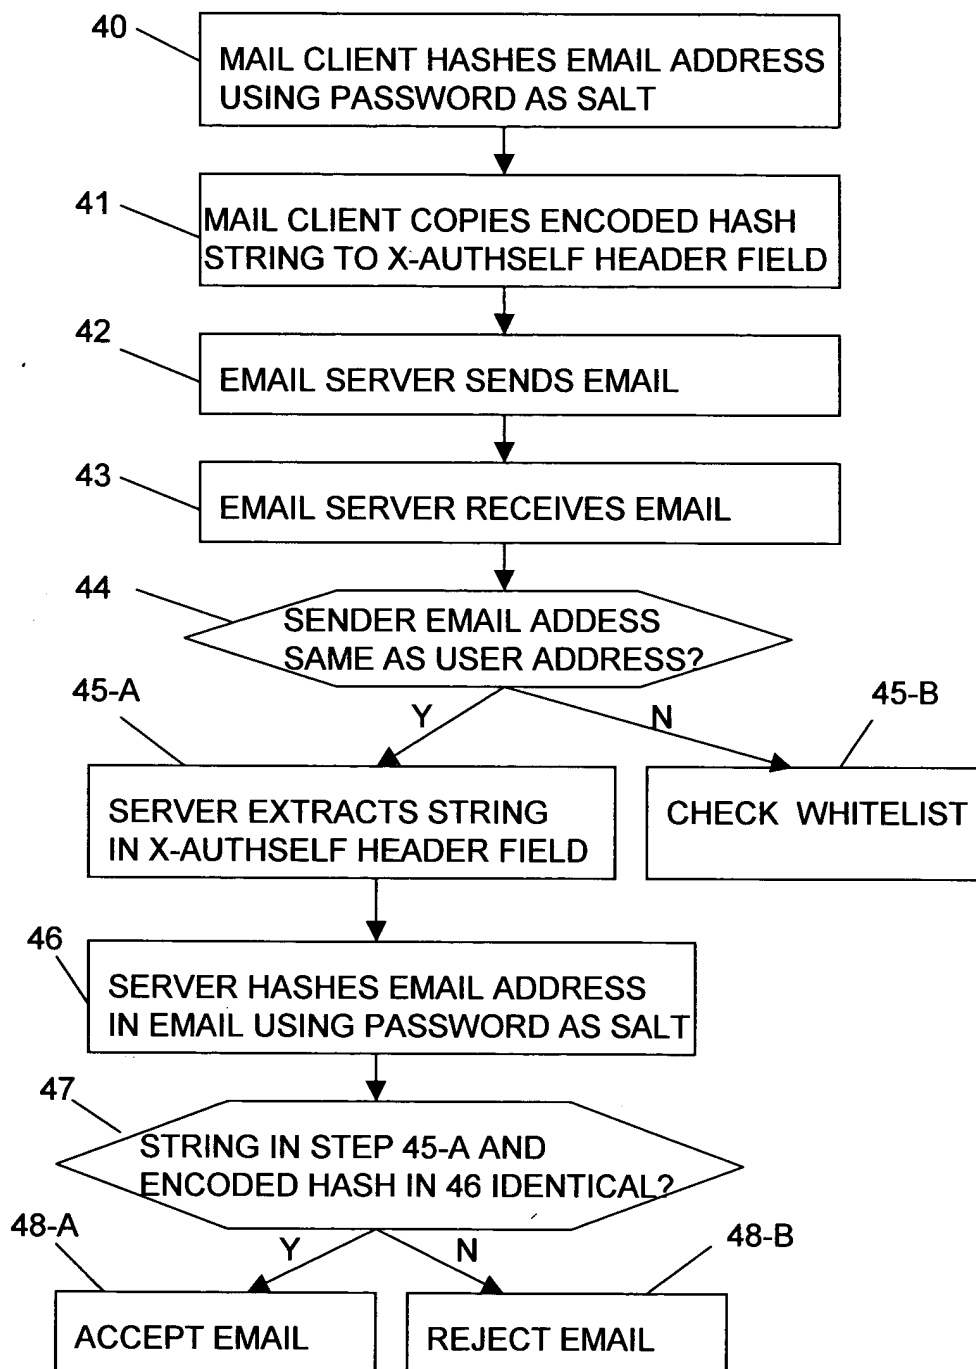 40
MAIL CLIENT HASHES EMAIL ADDRESS
USING PASSWORD AS SALT
41
MAIL CLIENT COPIES ENCODED HASH
STRING TO X-AUTHSELF HEADER FIELD
42
EMAIL SERVER SENDS EMAIL
43
EMAIL SERVER RECEIVES EMAIL
44
SENDER EMAIL ADDESS
SAME AS USER ADDRESS?
45-A
Y
N
45-B
SERVER EXTRACTS STRING
IN X-AUTHSELF HEADER FIELD
CHECK WHITELIST
46
SERVER HASHES EMAIL ADDRESS
IN EMAIL USING PASSWORD AS SALT
47
STRING IN STEP 45-A AND
ENCODED HASH IN 46 IDENTICAL?
48-A
Y
N
48-B
ACCEPT EMAIL
REJECT EMAIL